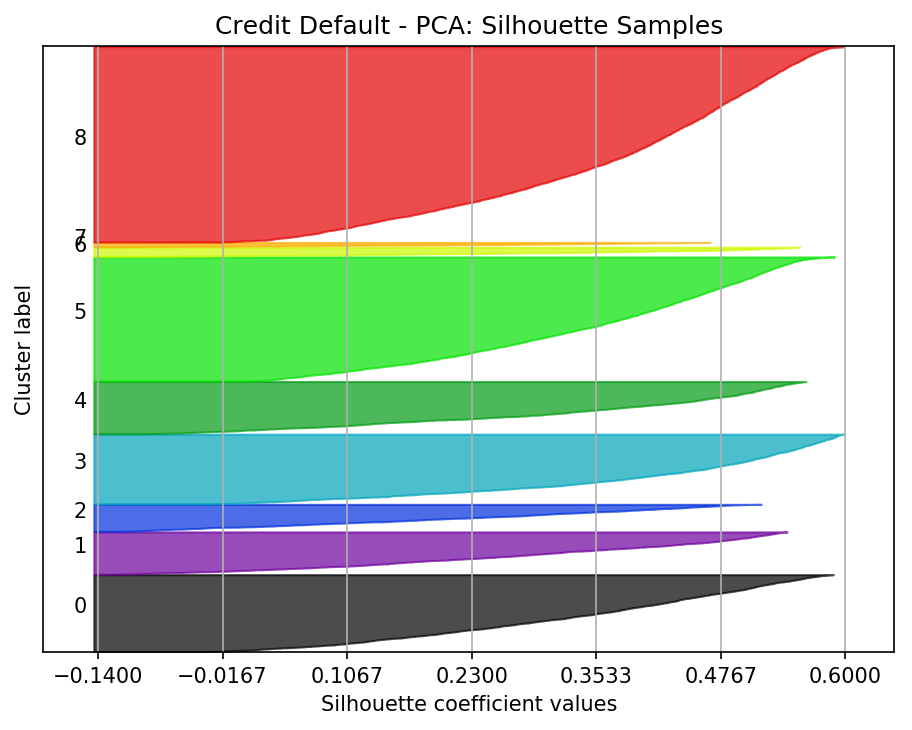 Credit Default - PCA: Silhouette Samples
Cluster label
8
7
6
5
4
3
2
1
0
−0.1400 −0.0167 0.1067 0.2300 0.3533 0.4767 0.6000
Silhouette coefficient values